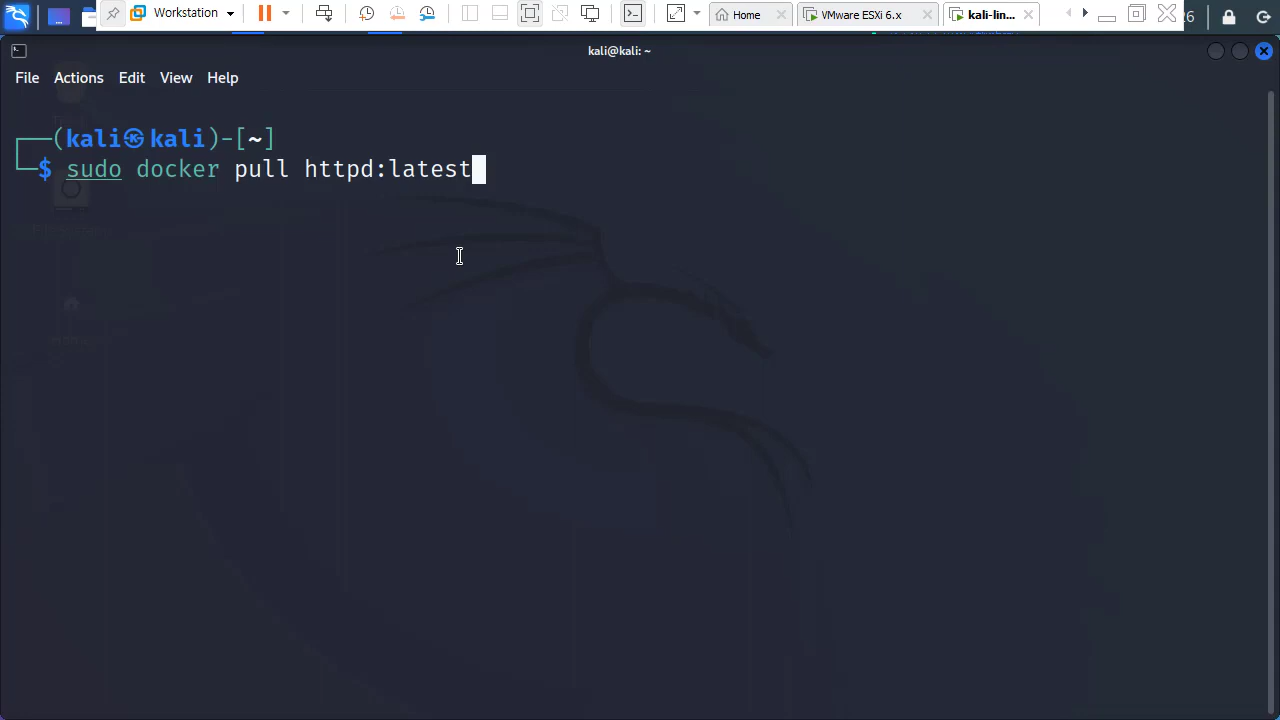 Workstation
Home
VMware ESXi 6.x
kali-lin...
26
kali@kali: ~
File Actions Edit View Help
(kali㉿kali)-[~]
$ sudo docker pull httpd:latest